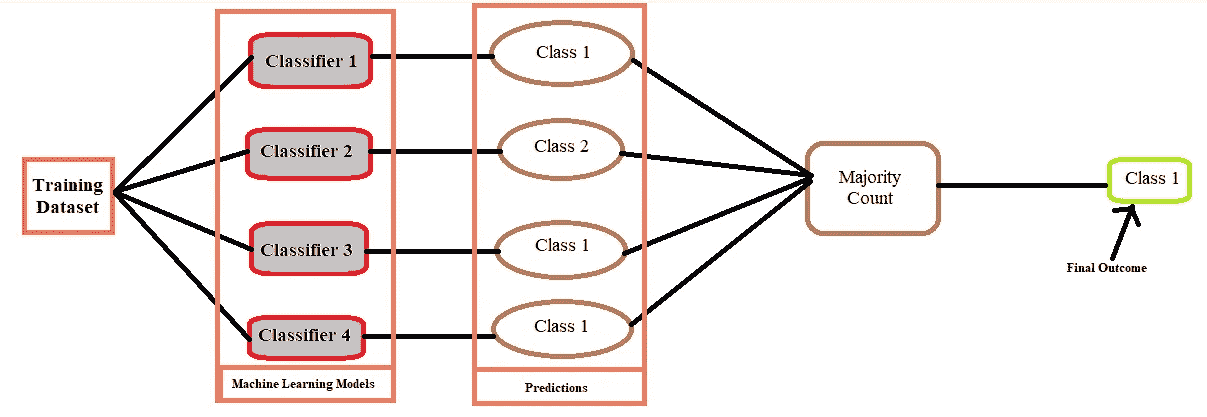 Training
Dataset
Classifier 1
Classifier 2
Classifier 3
Classifier 4
Machine Learning Models
Class 1
Class 2
Class 1
Class 1
Predictions
Majority
Count
Class 1
Final Outcome